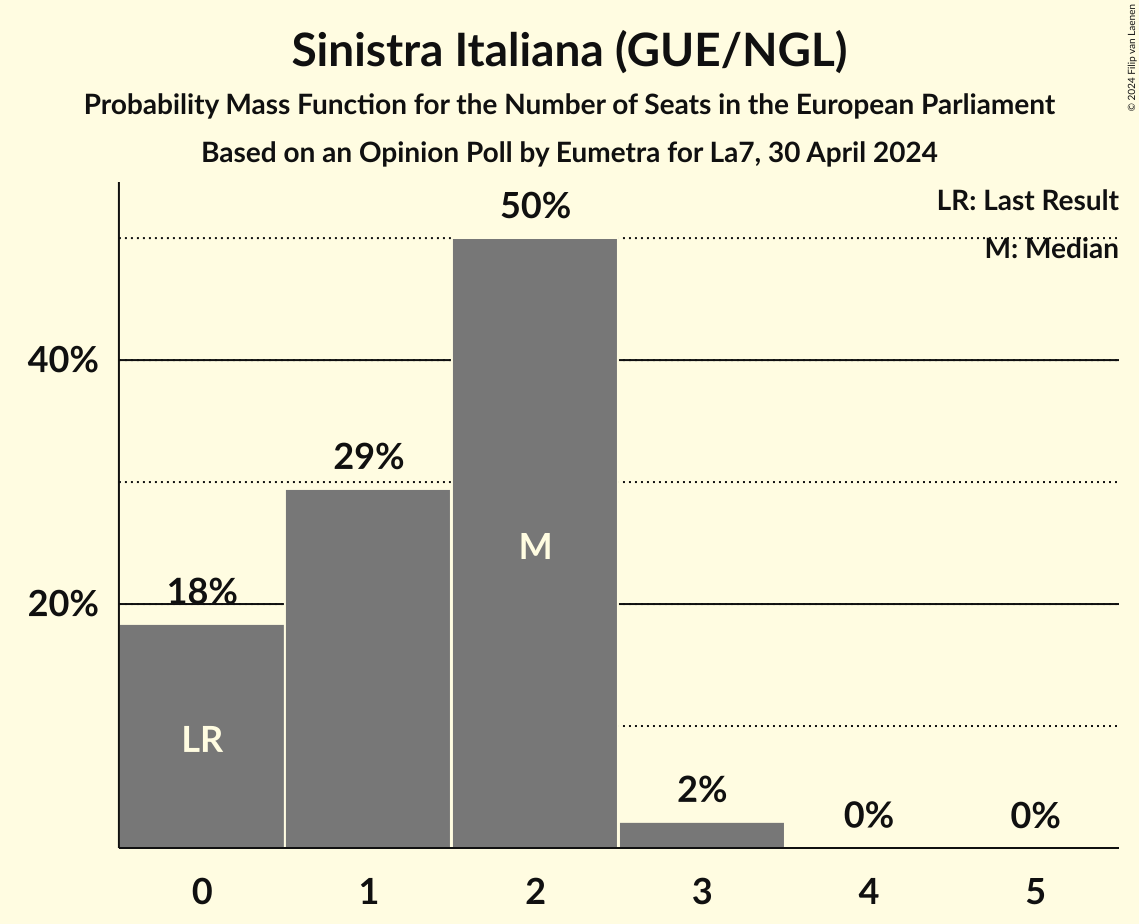 © 2024 Filip van Laenen
Sinistra Italiana (GUE/NGL)
Probability Mass Function for the Number of Seats in the European Parliament
Based on an Opinion Poll by Eumetra for La7, 30 April 2024
LR: Last Result
M: Median
50%
40%
29%
M
20%
18%
LR
2%
0%
0%
0 1 2 3 4 5